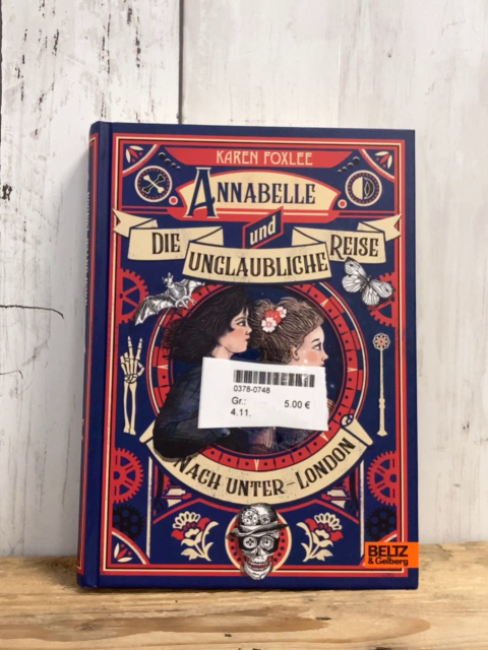 KAREN FOXLEE
ANNABELLE
und
DIE UNGLAUBLICHE REISE
0378-0748
Gr.: 5.00 €
4.11.
NACH UNTER-LONDON
BELTZ
& Gelberg